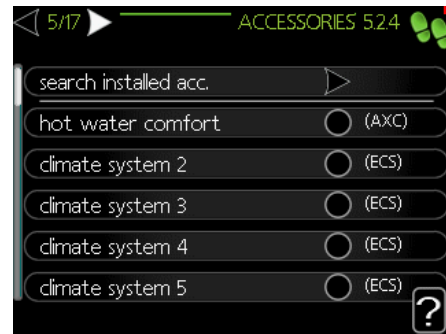 5/17 ACCESSORIES 5.2.4
search installed acc.
hot water comfort (AXC)
climate system 2 (ECS)
climate system 3 (ECS)
climate system 4 (ECS)
climate system 5 (ECS)
?